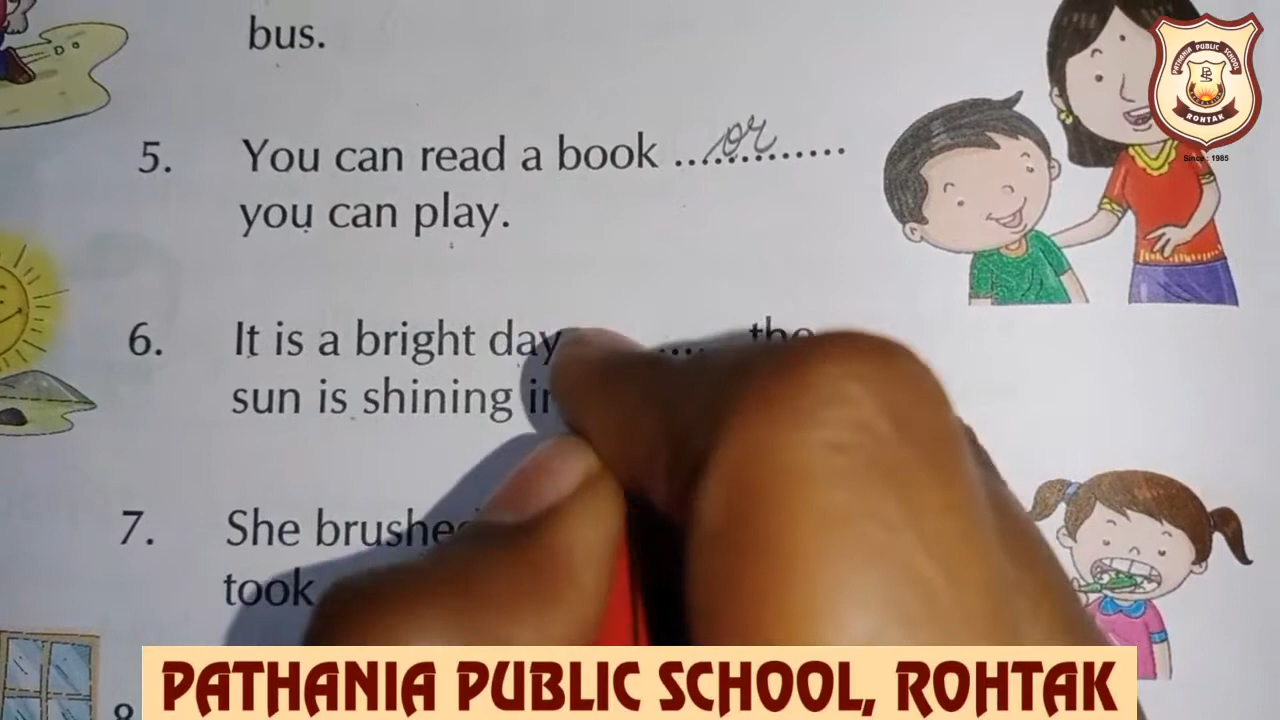 bus.
PATHANIA PUBLIC SCHOOL
ROHTAK
Since : 1985
5. You can read a book ..... or .....
you can play.
6. It is a bright day ..... the
sun is shining
7. She
took
PATHANIA PUBLIC SCHOOL, ROHTAK